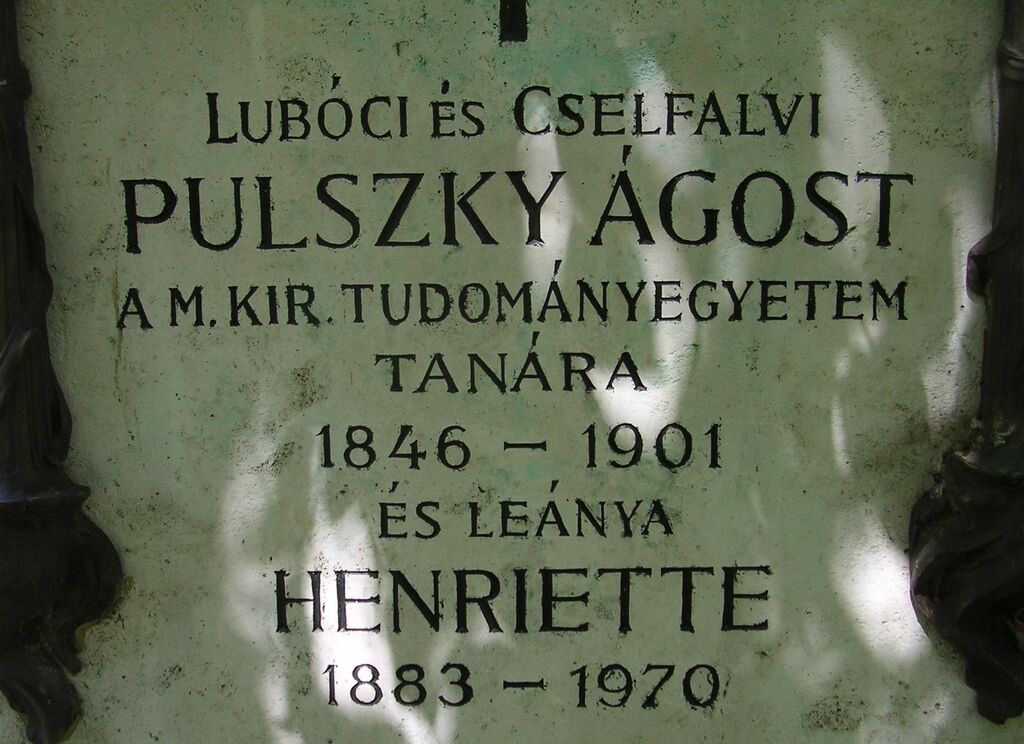 LUBÓCI ÉS CSELFALVI
PULSZKY ÁGOST
A M. KIR. TUDOMÁNYEGYETEM
TANÁRA
1846 – 1901
ÉS LEÁNYA
HENRIETTE
1883 – 1970